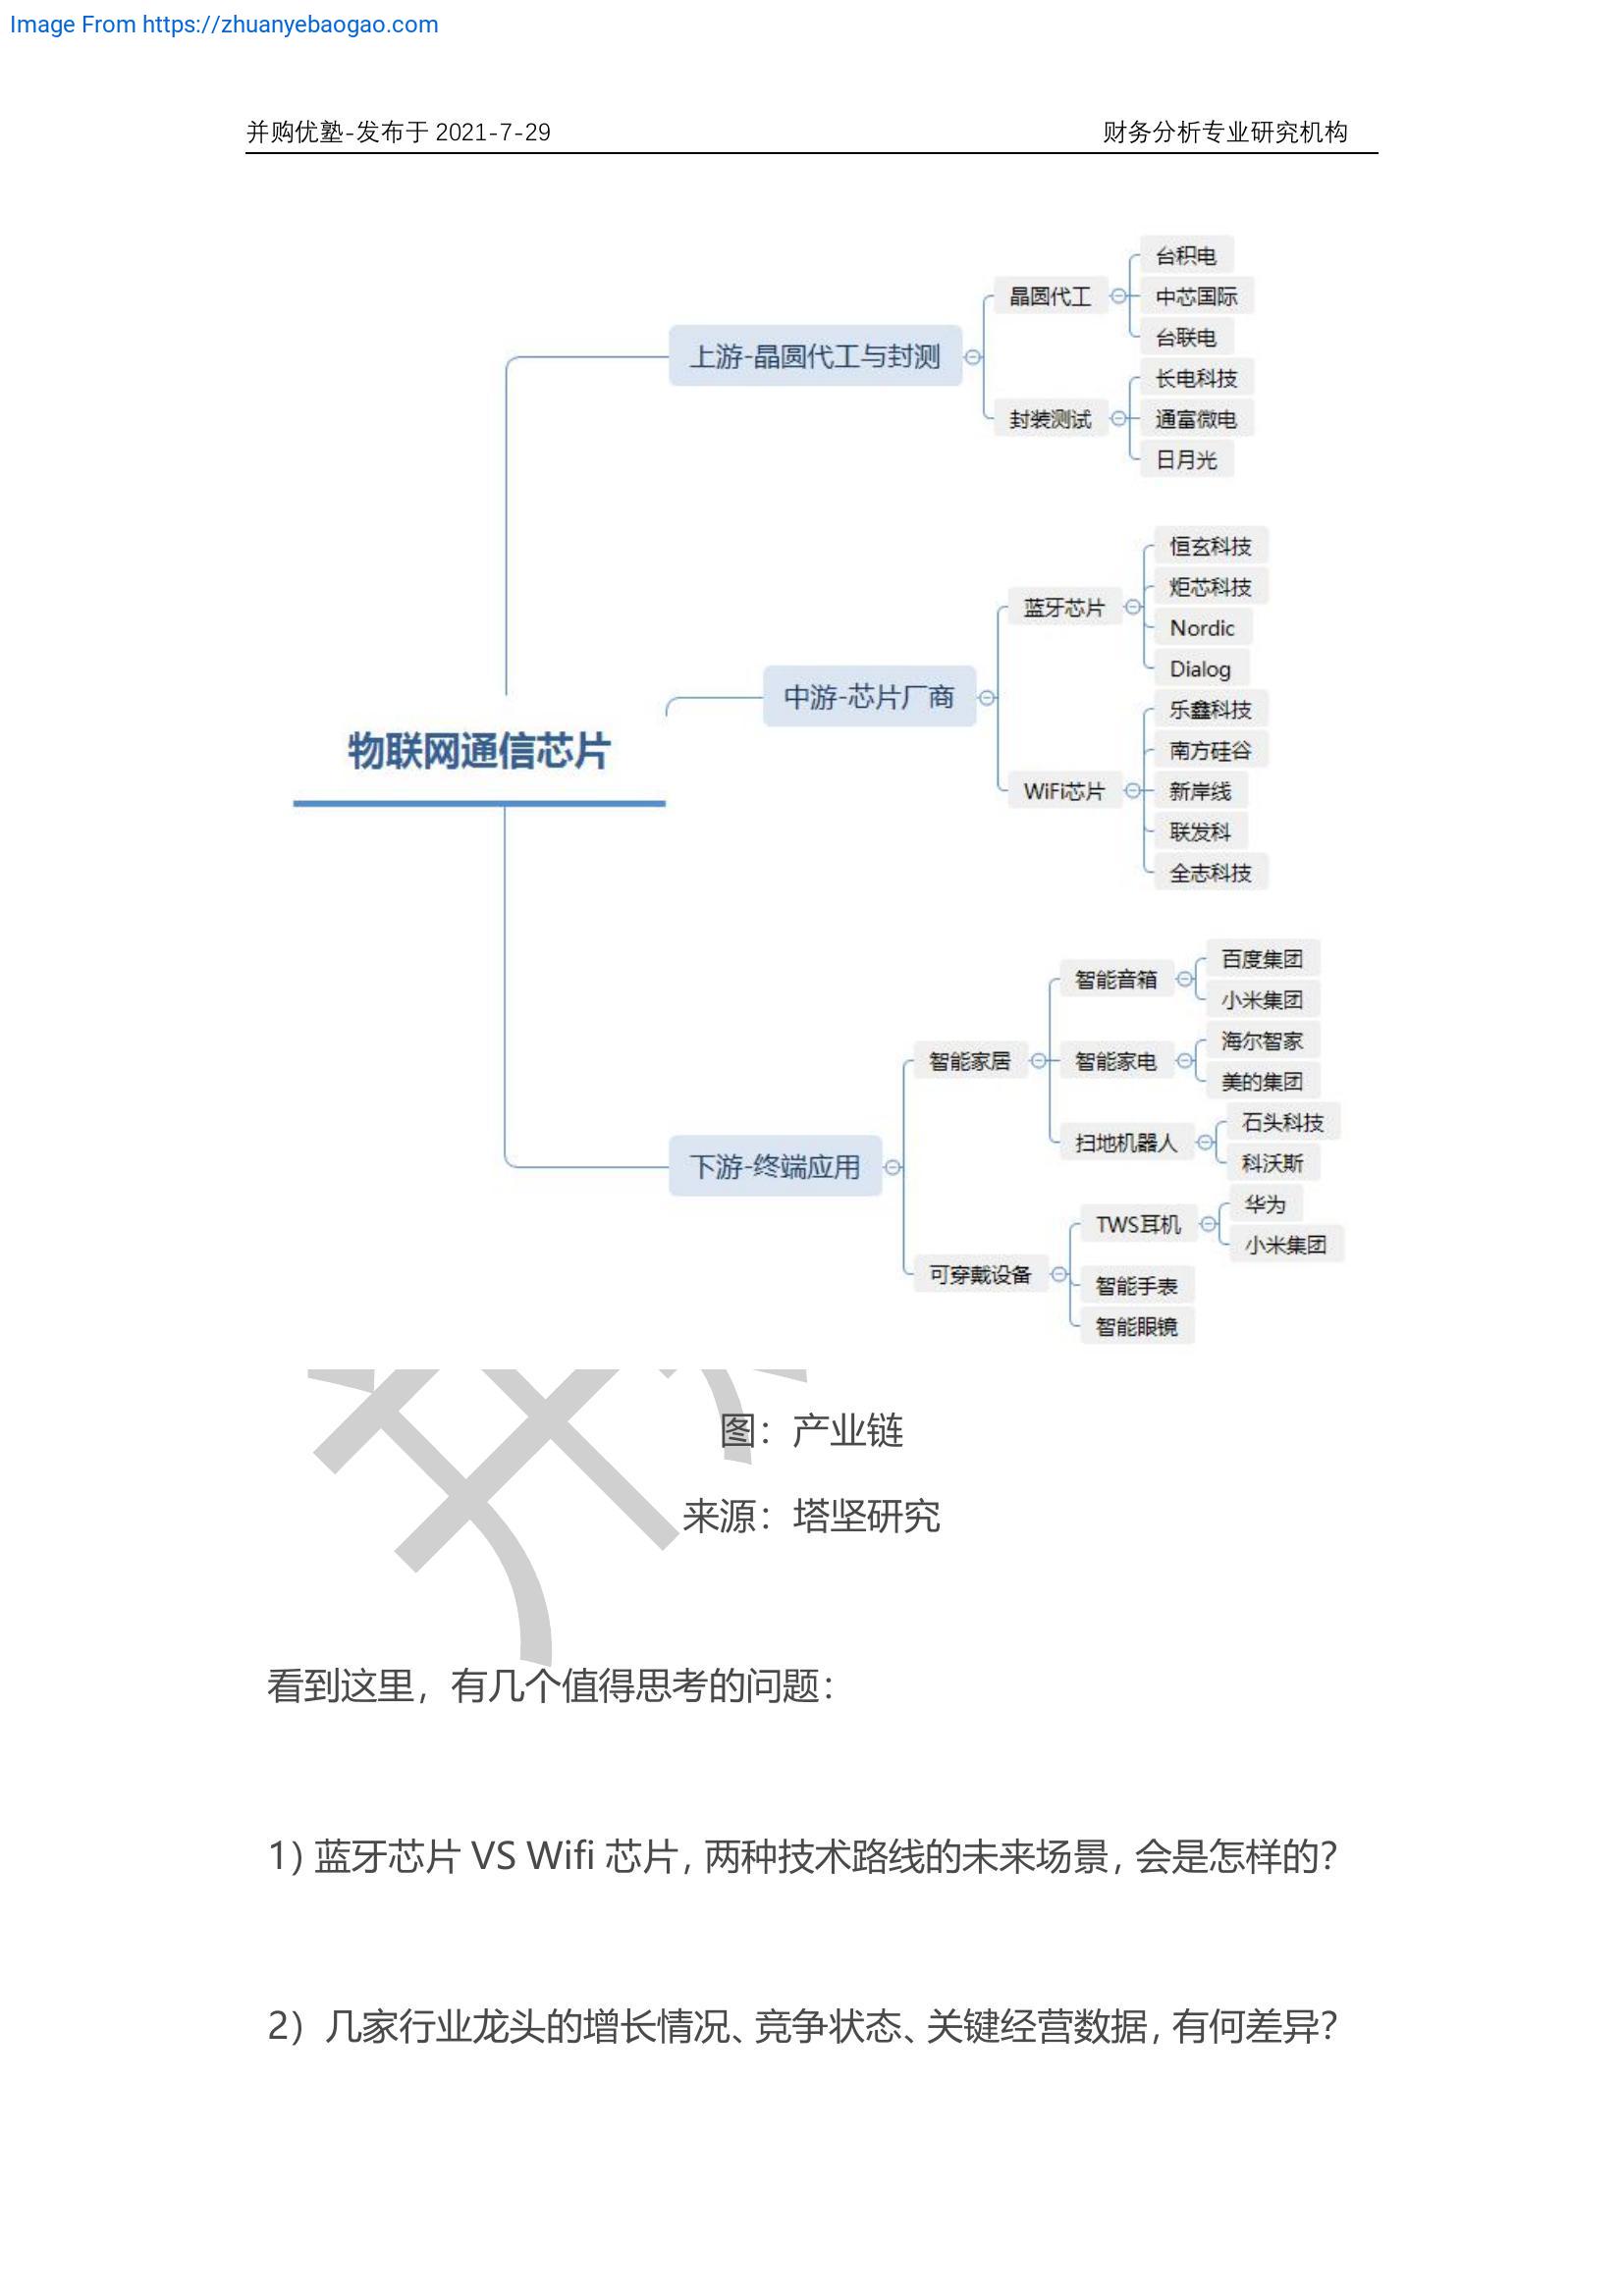 Image From https://zhuanyebaogao.com
并购优塾-发布于 2021-7-29
财务分析专业研究机构
物联网通信芯片
上游-晶圆代工与封测
晶圆代工
台积电
中芯国际
台联电
封装测试
长电科技
通富微电
日月光
中游-芯片厂商
蓝牙芯片
恒玄科技
炬芯科技
Nordic
Dialog
WiFi芯片
乐鑫科技
南方硅谷
新岸线
联发科
全志科技
下游-终端应用
智能家居
智能音箱
百度集团
小米集团
智能家电
海尔智家
美的集团
扫地机器人
石头科技
科沃斯
可穿戴设备
TWS耳机
华为
小米集团
智能手表
智能眼镜
图：产业链
来源：塔坚研究
看到这里，有几个值得思考的问题：
1）蓝牙芯片 VS Wifi 芯片，两种技术路线的未来场景，会是怎样的？
2）几家行业龙头的增长情况、竞争状态、关键经营数据，有何差异？